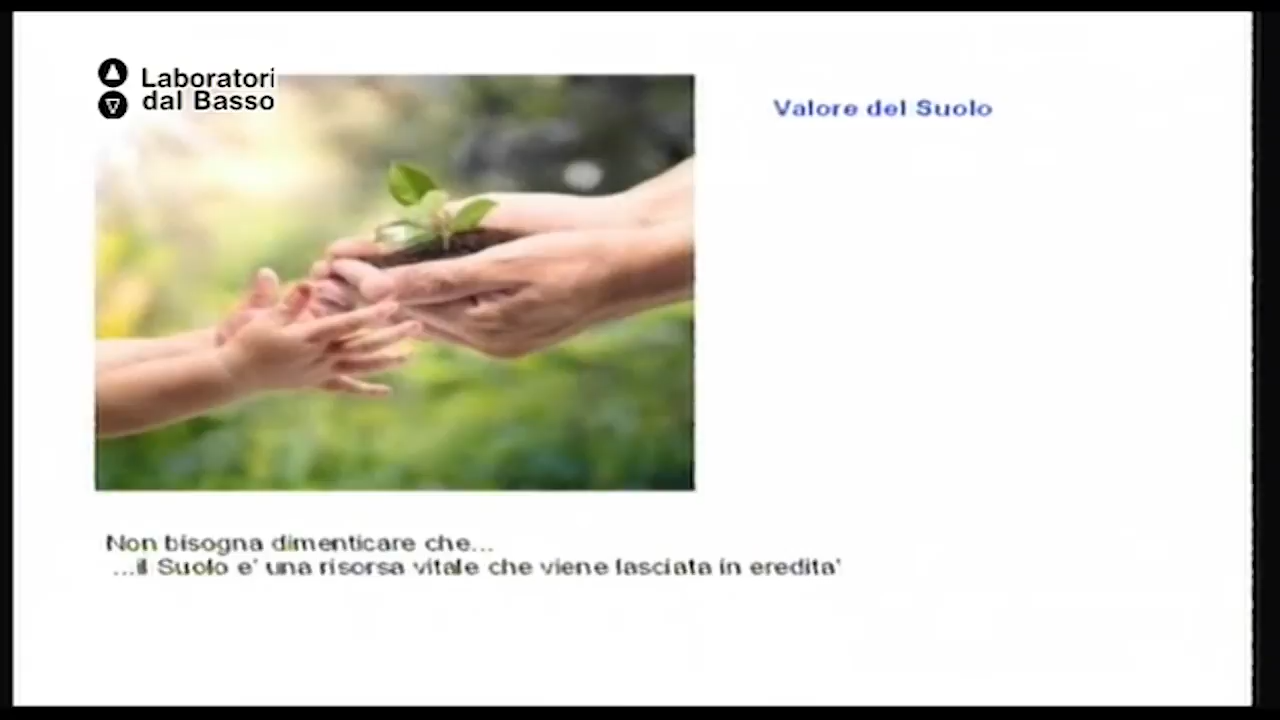 Laboratori
dal Basso
Valore del Suolo
Non bisogna dimenticare che...
...il Suolo e' una risorsa vitale che viene lasciata in eredita'